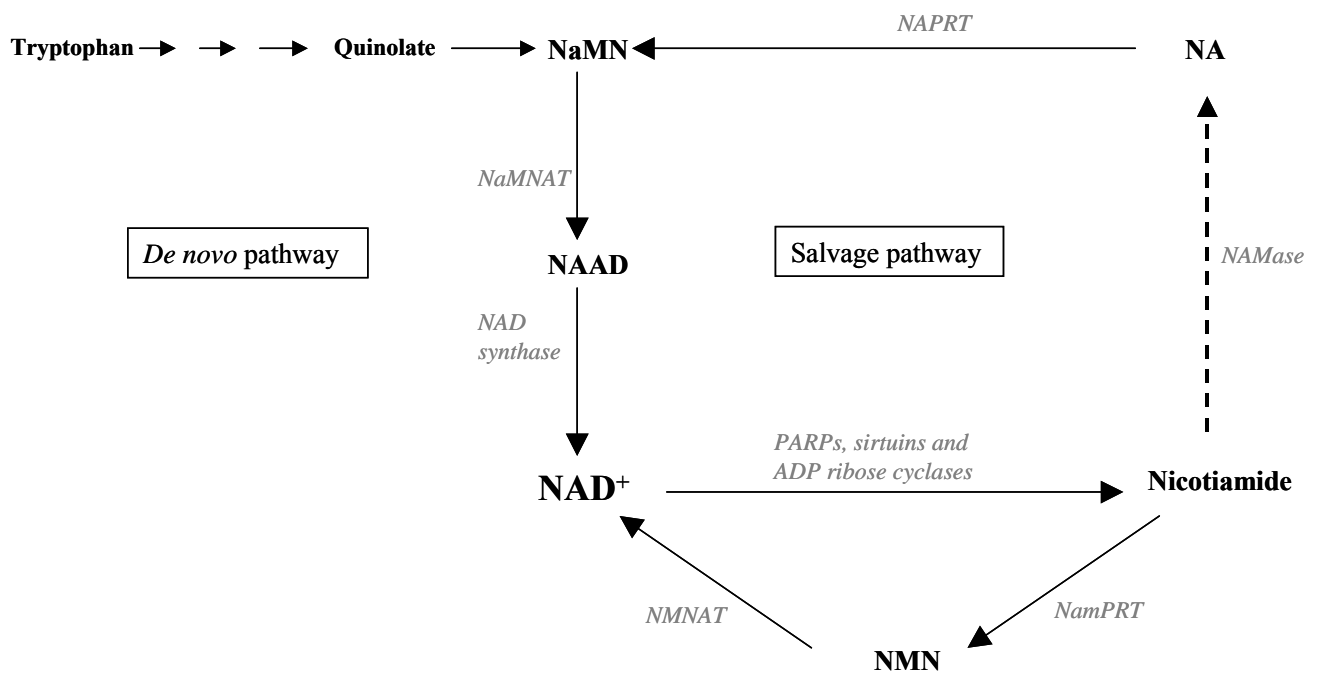 NAPRT
Tryptophan
Quinolate
NaMN
NA
NaMNAT
De novo pathway
Salvage pathway
NAMase
NAAD
NAD
synthase
PARPs, sirtuins and
ADP ribose cyclases
NAD⁺
Nicotiamide
NMNAT
NamPRT
NMN